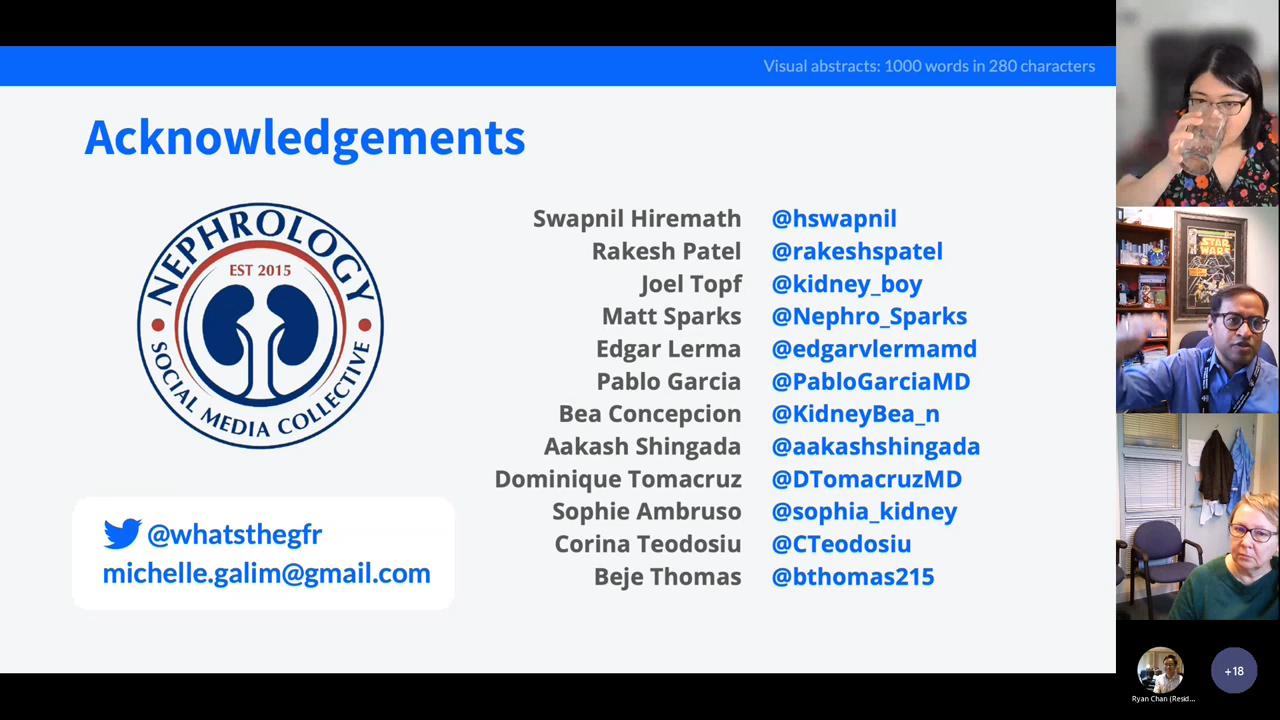 Visual abstracts: 1000 words in 280 characters
Acknowledgements
NEPHROLOGY
EST 2015
SOCIAL MEDIA COLLECTIVE
Swapnil Hiremath @hswapnil
Rakesh Patel @rakeshspatel
Joel Topf @kidney_boy
Matt Sparks @Nephro_Sparks
Edgar Lerma @edgarvlermamd
Pablo Garcia @PabloGarciaMD
Bea Concepcion @KidneyBea_n
Aakash Shingada @aakashshingada
Dominique Tomacruz @DTomacruzMD
Sophie Ambruso @sophia_kidney
Corina Teodosiu @CTeodosiu
Beje Thomas @bthomas215
@whatsthegfr
michelle.galim@gmail.com
STAR
WARS
Ryan Chan (Resid...
+18